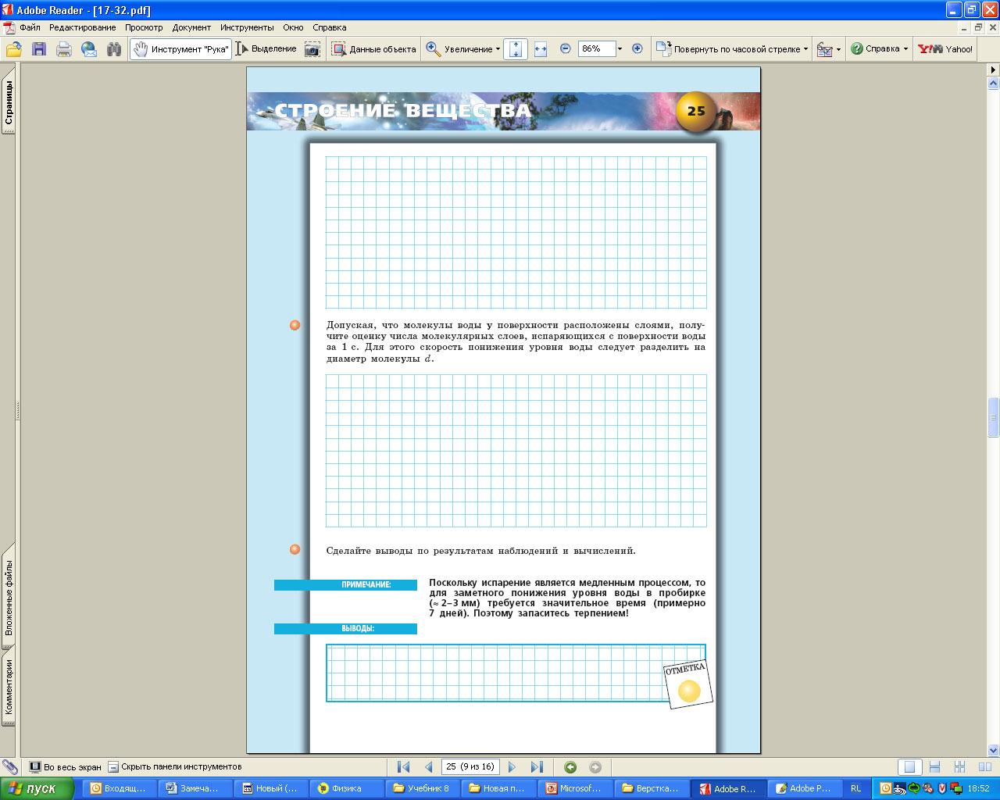 Adobe Reader - [17-32.pdf]
Файл Редактирование Просмотр Документ Инструменты Окно Справка
Инструмент "Рука" Выделение Данные объекта Увеличение 86% Повернуть по часовой стрелке Справка Y! Yahoo!
Страницы
Вложенные файлы
Комментарии
СТРОЕНИЕ ВЕЩЕСТВА 25
Допуская, что молекулы воды у поверхности расположены слоями, полу-
чите оценку числа молекулярных слоев, испаряющихся с поверхности воды
за 1 с. Для этого скорость понижения уровня воды следует разделить на
диаметр молекулы d.
Сделайте выводы по результатам наблюдений и вычислений.
ПРИМЕЧАНИЕ:
Поскольку испарение является медленным процессом, то
для заметного понижения уровня воды в пробирке
(≈ 2–3 мм) требуется значительное время (примерно
7 дней). Поэтому запаситесь терпением!
ВЫВОДЫ:
ОТМЕТКА
Во весь экран Скрыть панели инструментов 25 (9 из 16)
пуск Входящ... Замеча... Новый (... Физика Учебник 8 Новая п... Microsof... Верстка... Adobe R... Adobe P... RL 18:52